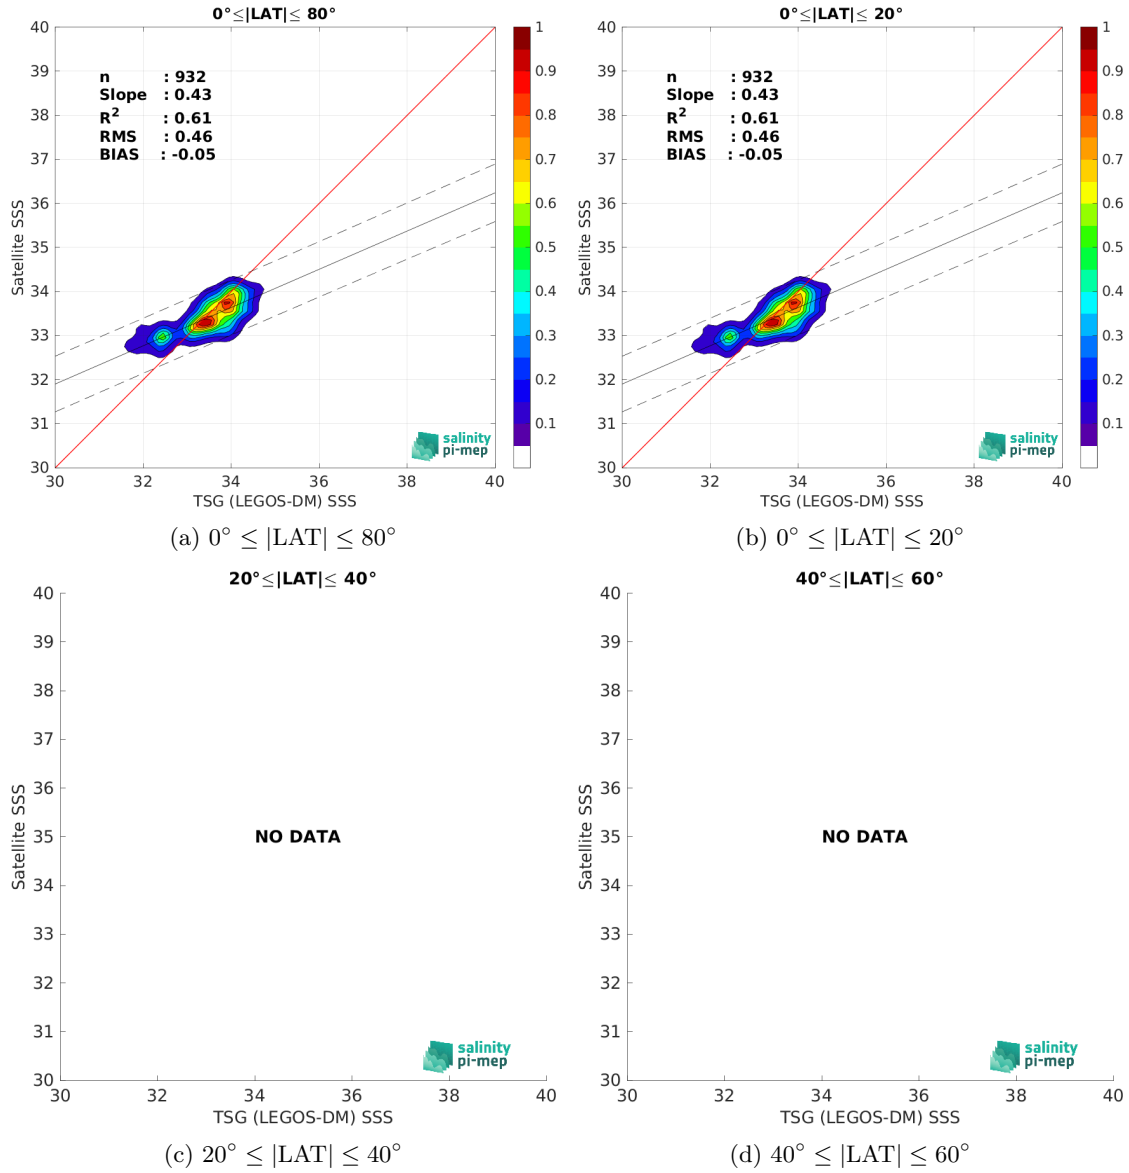 0°≤|LAT|≤ 80°
40
39
38
37
36
35
34
33
32
31
30
Satellite SSS
n : 932
Slope : 0.43
R² : 0.61
RMS : 0.46
BIAS : -0.05
30 32 34 36 38 40
TSG (LEGOS-DM) SSS
1
0.9
0.8
0.7
0.6
0.5
0.4
0.3
0.2
0.1
salinity
pi-mep
(a) 0° ≤ |LAT| ≤ 80°
0°≤|LAT|≤ 20°
40
39
38
37
36
35
34
33
32
31
30
Satellite SSS
n : 932
Slope : 0.43
R² : 0.61
RMS : 0.46
BIAS : -0.05
30 32 34 36 38 40
TSG (LEGOS-DM) SSS
1
0.9
0.8
0.7
0.6
0.5
0.4
0.3
0.2
0.1
salinity
pi-mep
(b) 0° ≤ |LAT| ≤ 20°
20°≤|LAT|≤ 40°
40
39
38
37
36
35
34
33
32
31
30
Satellite SSS
NO DATA
30 32 34 36 38 40
TSG (LEGOS-DM) SSS
salinity
pi-mep
(c) 20° ≤ |LAT| ≤ 40°
40°≤|LAT|≤ 60°
40
39
38
37
36
35
34
33
32
31
30
Satellite SSS
NO DATA
30 32 34 36 38 40
TSG (LEGOS-DM) SSS
salinity
pi-mep
(d) 40° ≤ |LAT| ≤ 60°